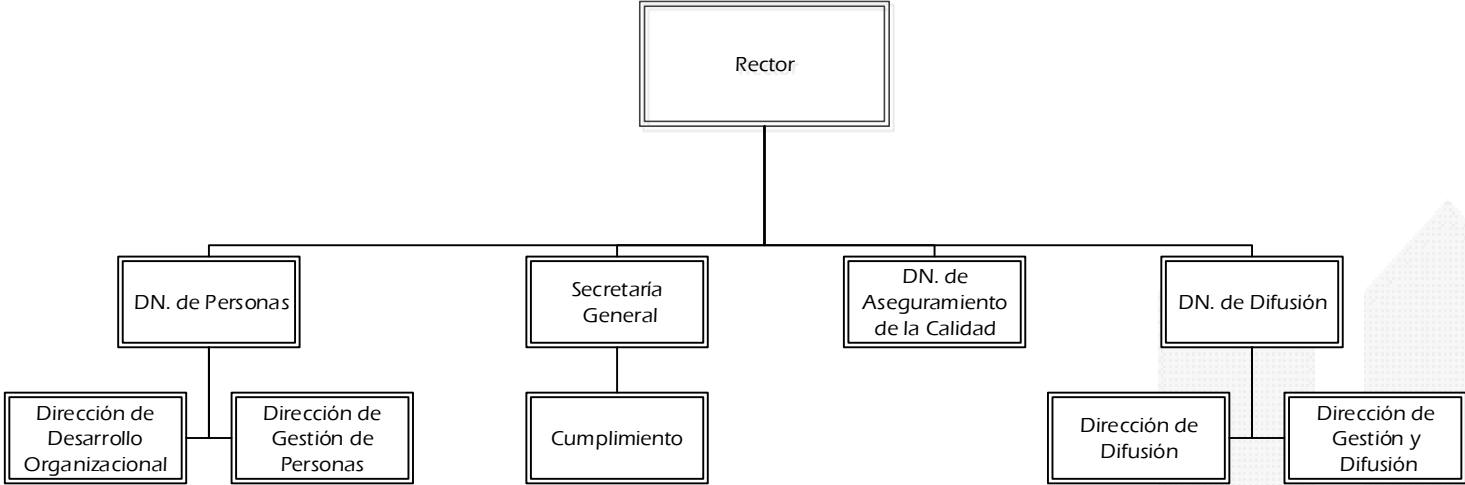 Rector
DN. de Personas
Secretaría
General
DN. de
Aseguramiento
de la Calidad
DN. de Difusión
Dirección de
Desarrollo
Organizacional
Dirección de
Gestión de
Personas
Cumplimiento
Dirección de
Difusión
Dirección de
Gestión y
Difusión